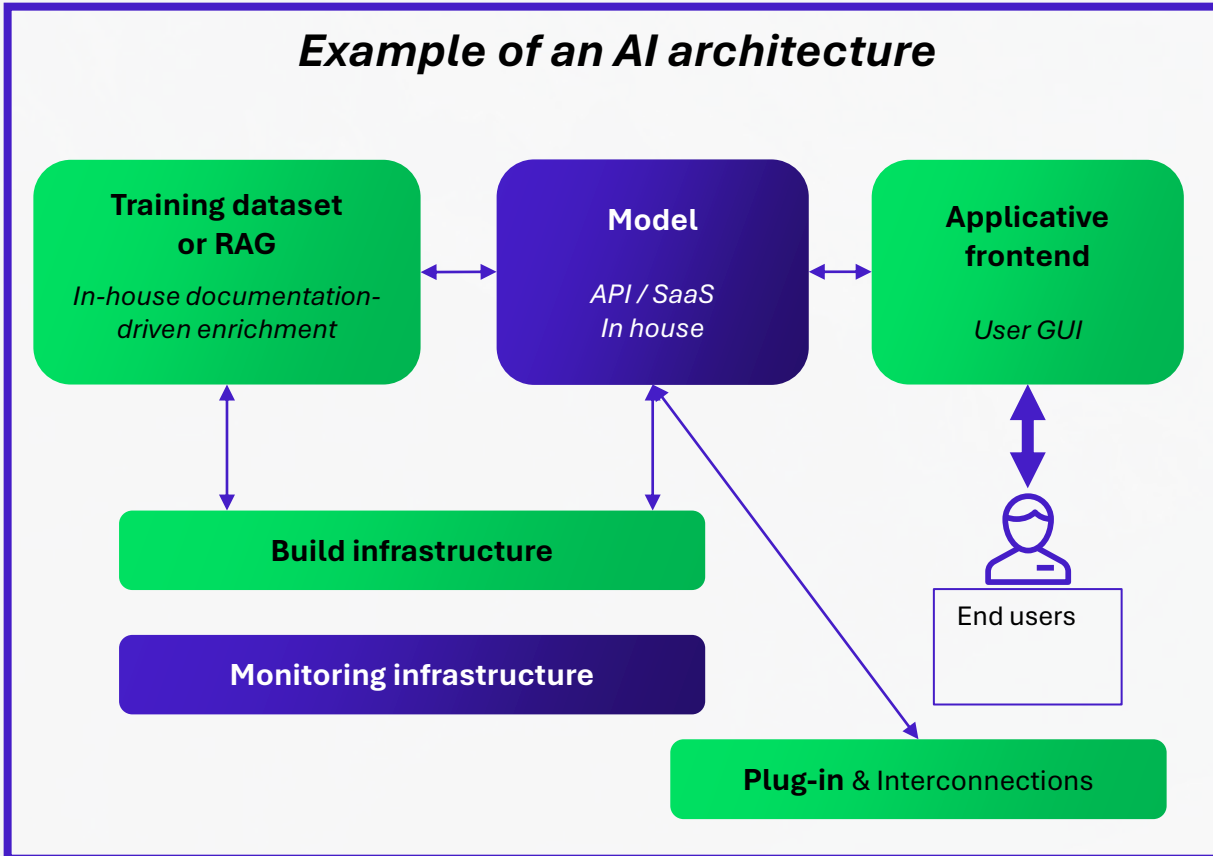 Example of an AI architecture
Training dataset
or RAG
In-house documentation-
driven enrichment
Model
API / SaaS
In house
Applicative
frontend
User GUI
Build infrastructure
End users
Monitoring infrastructure
Plug-in & Interconnections